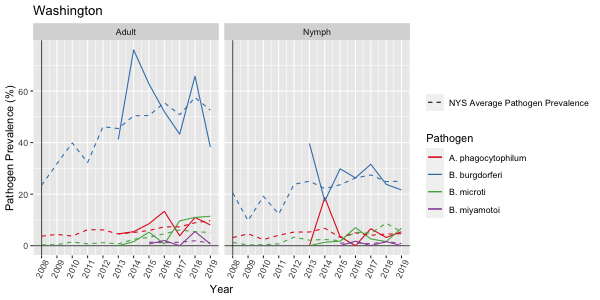 Washington
Adult
Nymph
Pathogen Prevalence (%)
60
40
20
0
2008 2009 2010 2011 2012 2013 2014 2015 2016 2017 2018 2019
2008 2009 2010 2011 2012 2013 2014 2015 2016 2017 2018 2019
Year
NYS Average Pathogen Prevalence
Pathogen
A. phagocytophilum
B. burgdorferi
B. microti
B. miyamotoi